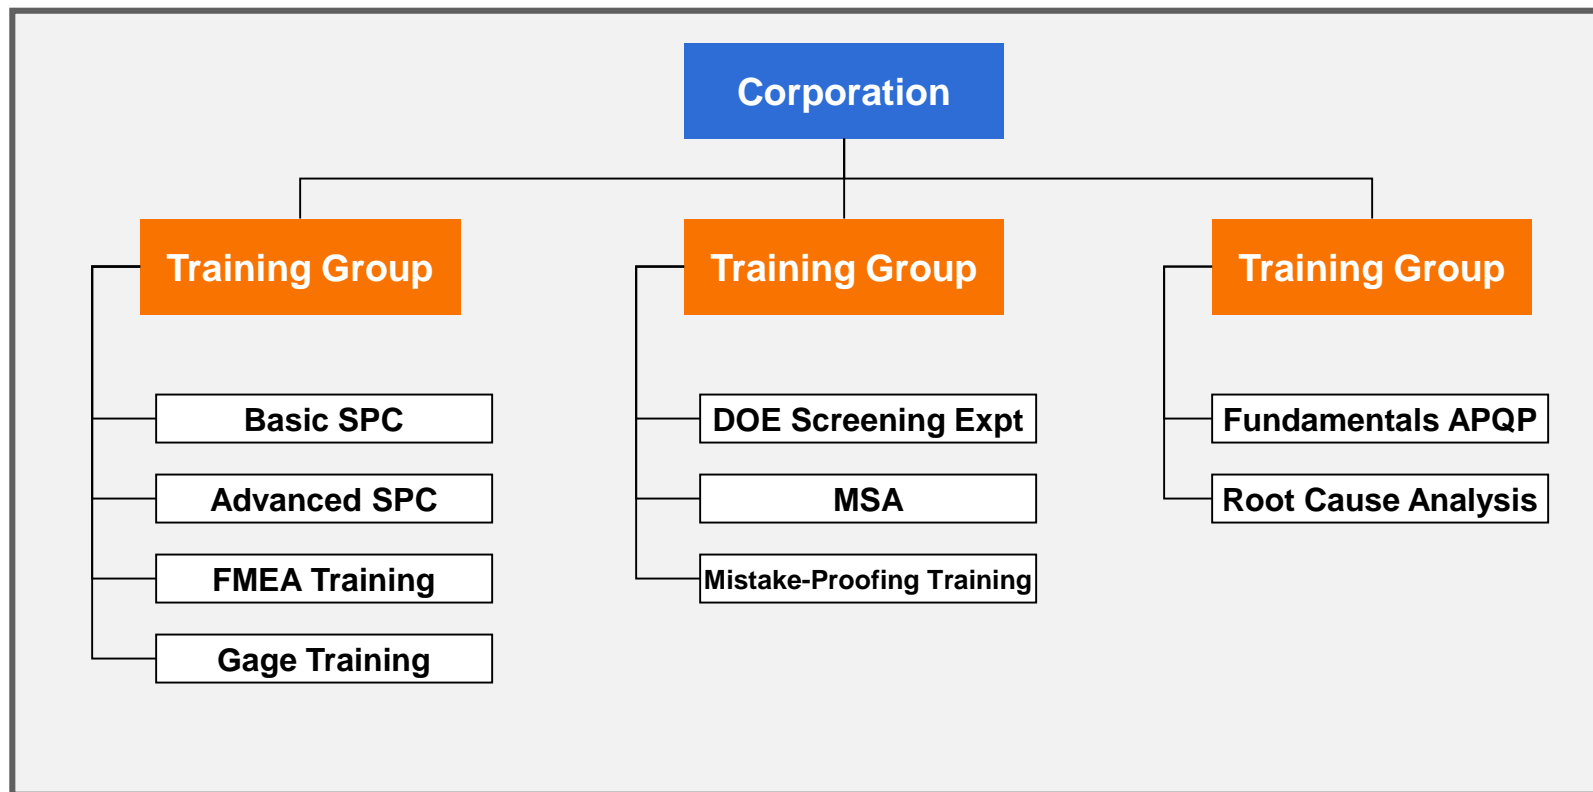 Corporation
Training Group
Basic SPC
Advanced SPC
FMEA Training
Gage Training
Training Group
DOE Screening Expt
MSA
Mistake-Proofing Training
Training Group
Fundamentals APQP
Root Cause Analysis